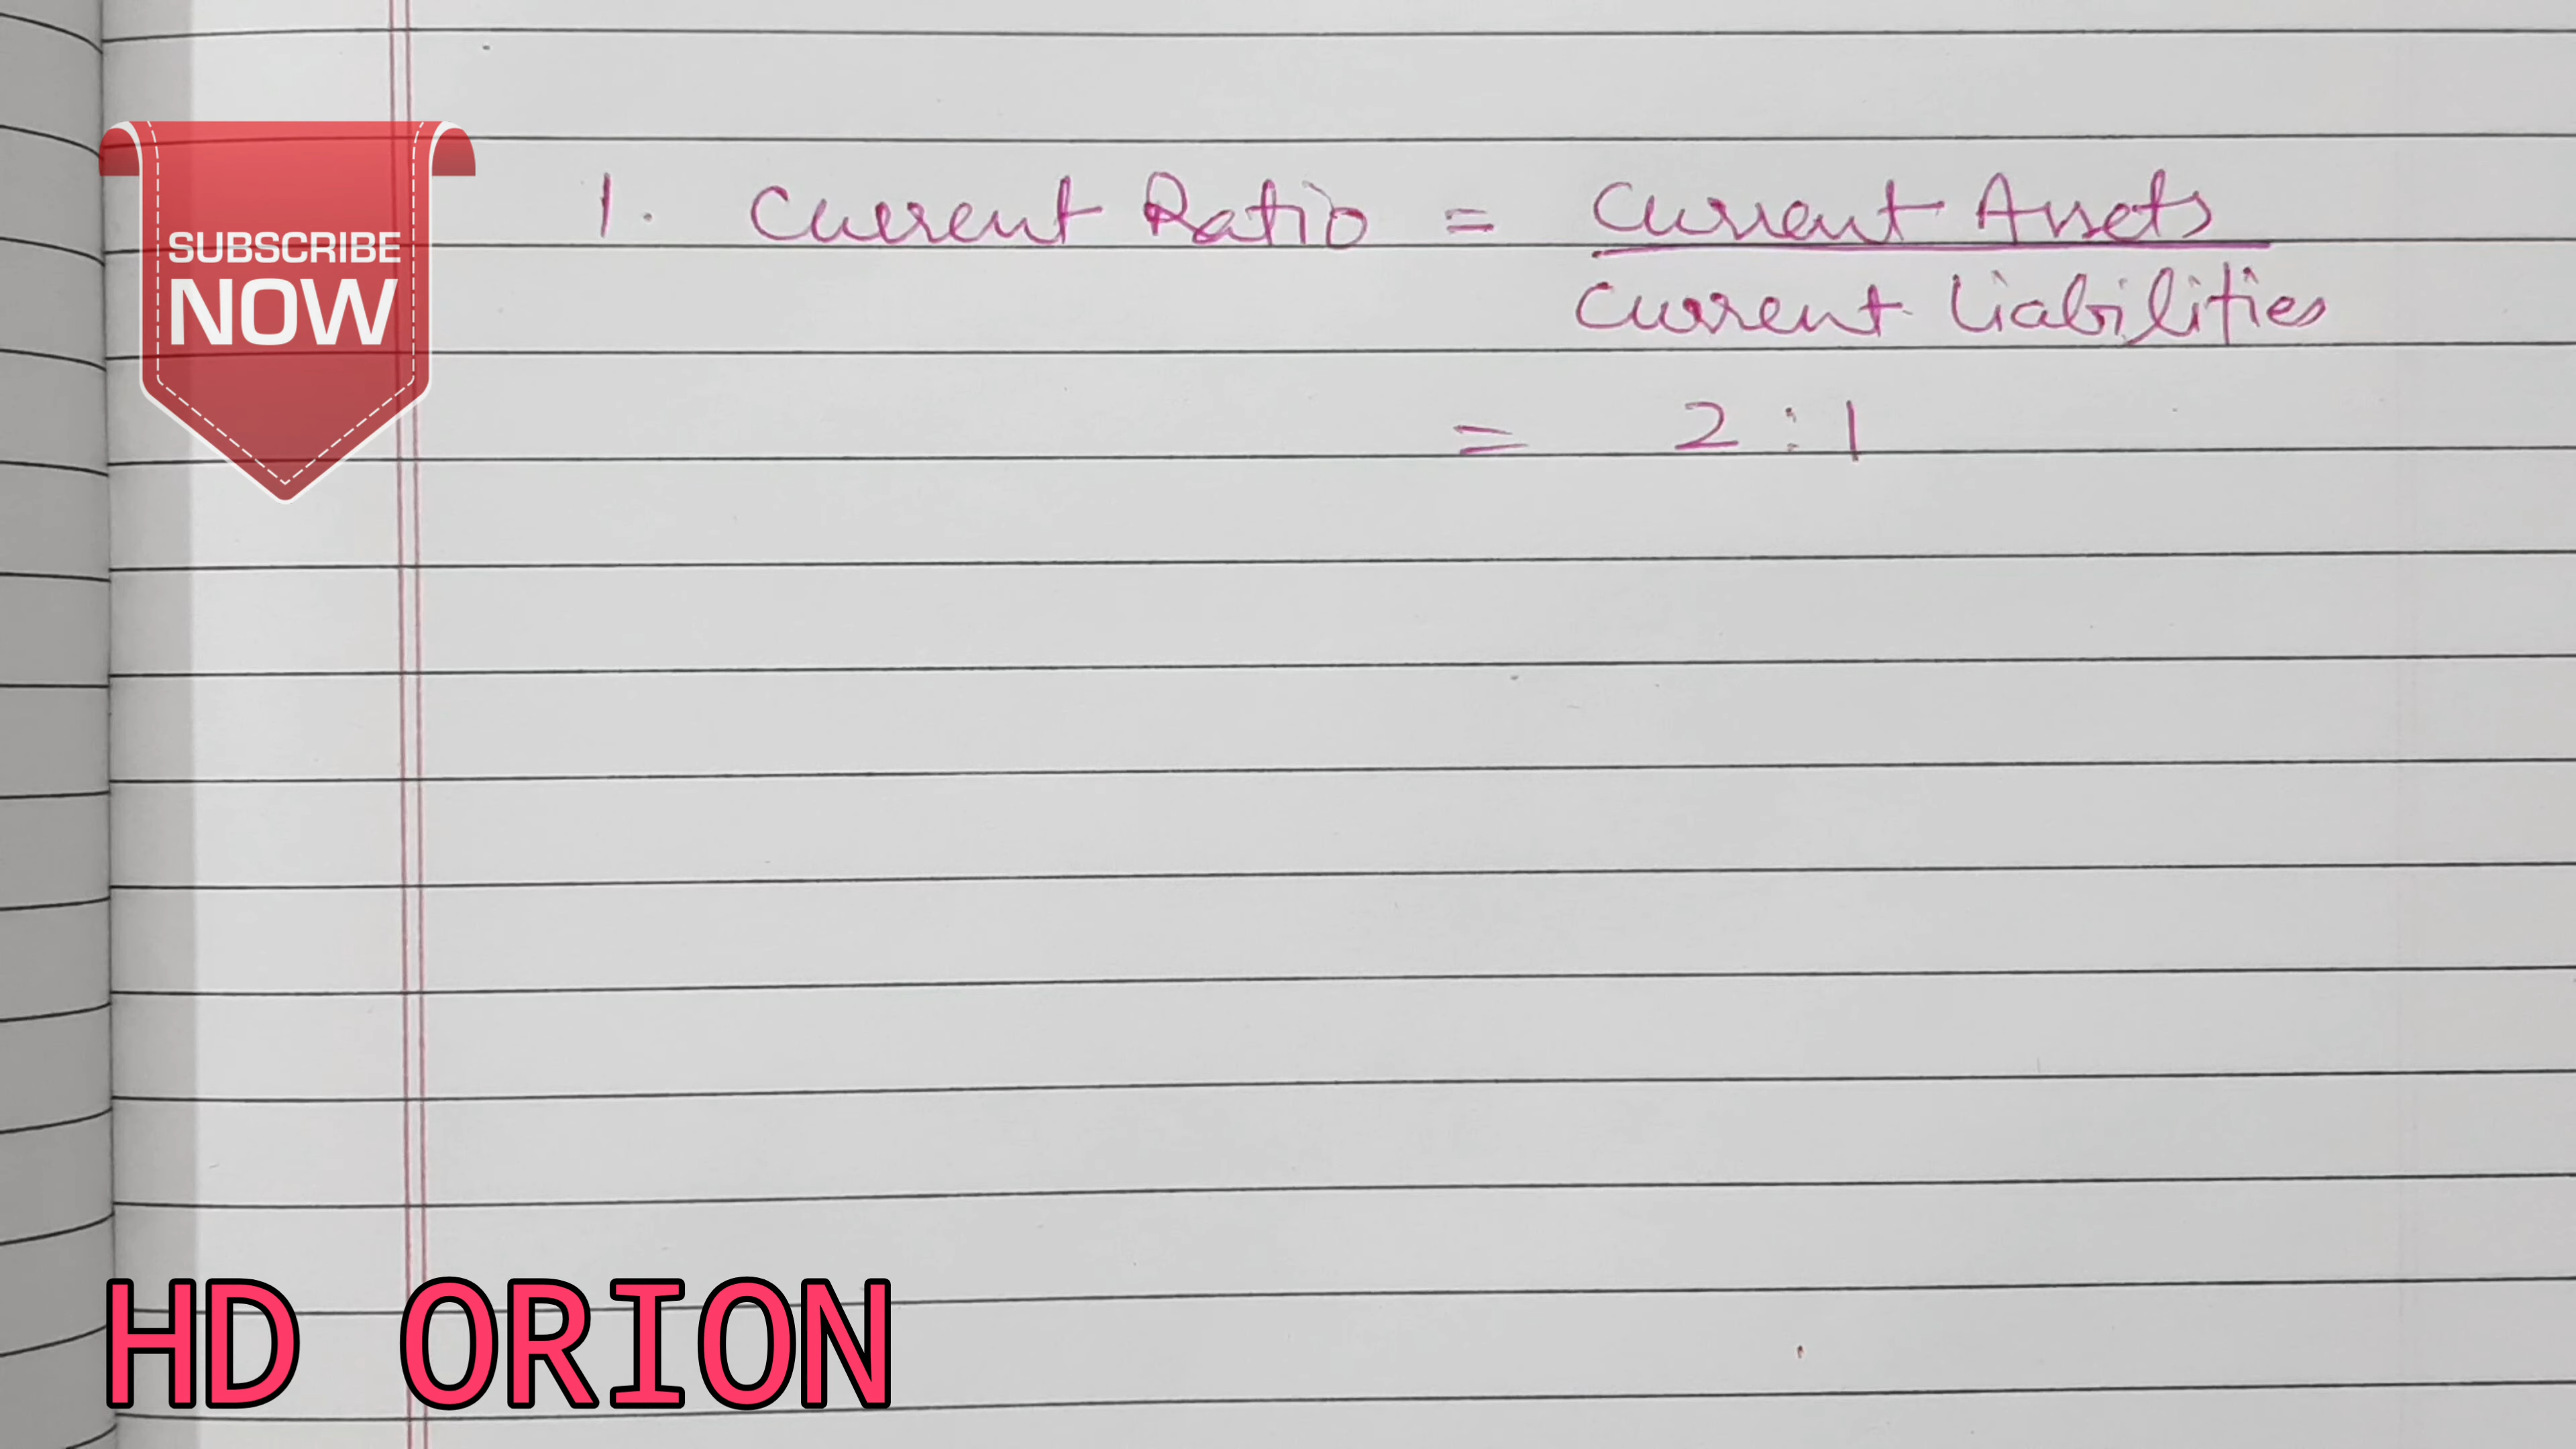 SUBSCRIBE
NOW
1. Current Ratio = Current Assets
Current Liabilities
= 2 : 1
HD ORION